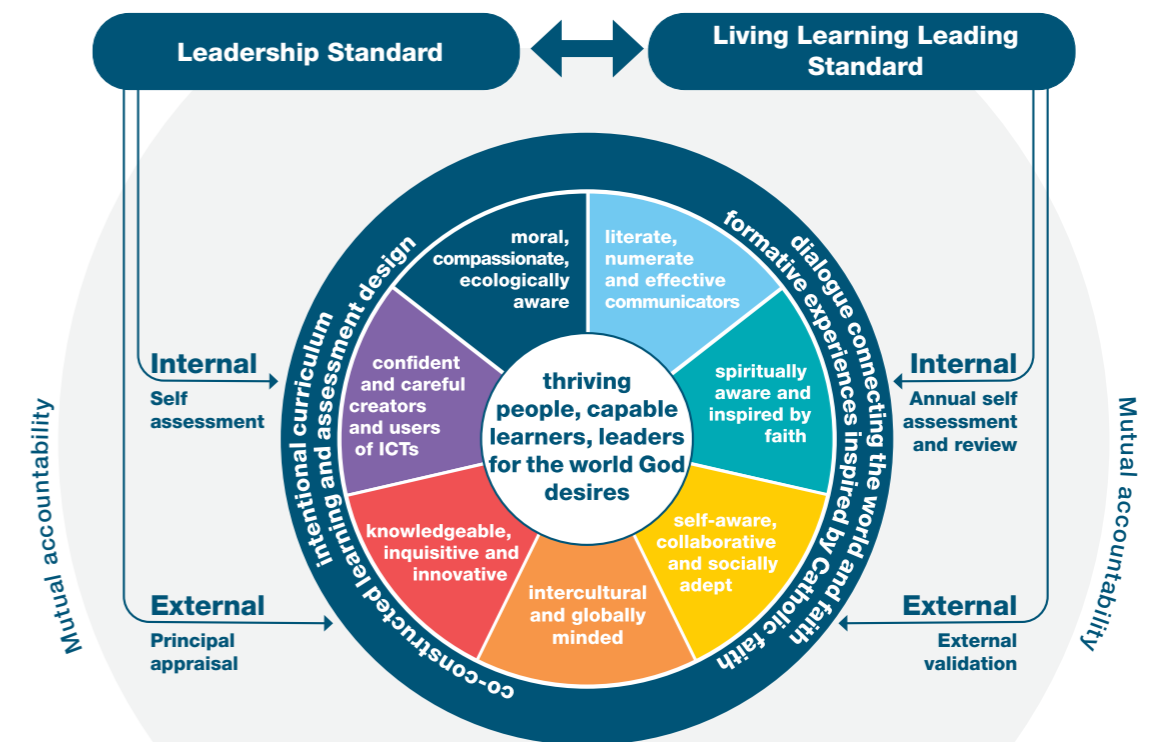 Leadership Standard
Living Learning Leading
Standard
Mutual accountability
Internal
Self
assessment
External
Principal
appraisal
intentional curriculum
co-constructed learning and assessment design
moral,
compassionate,
ecologically
aware
literate,
numerate
and effective
communicators
confident
and careful
creators
and users
of ICTs
spiritually
aware and
inspired by
faith
thriving
people, capable
learners, leaders
for the world God
desires
knowledgeable,
inquisitive and
innovative
self-aware,
collaborative
and socially
adept
intercultural
and globally
minded
dialogue connecting the world and faith
formative experiences inspired by Catholic faith
Internal
Annual self
assessment
and review
External
External
validation
Mutual accountability